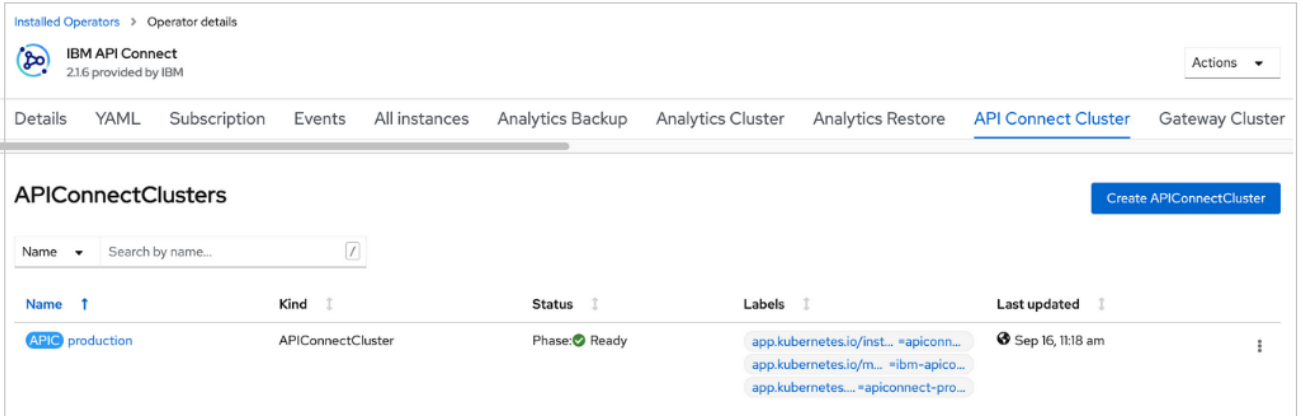 Installed Operators > Operator details
IBM API Connect
2.1.6 provided by IBM
Actions
Details YAML Subscription Events All instances Analytics Backup Analytics Cluster Analytics Restore API Connect Cluster Gateway Cluster
APIConnectClusters
Create APIConnectCluster
Name Search by name... /
Name Kind Status Labels Last updated
APIC production APIConnectCluster Phase: Ready app.kubernetes.io/inst... =apiconn... Sep 16, 11:18 am
app.kubernetes.io/m... =ibm-apico...
app.kubernetes.... =apiconnect-pro...